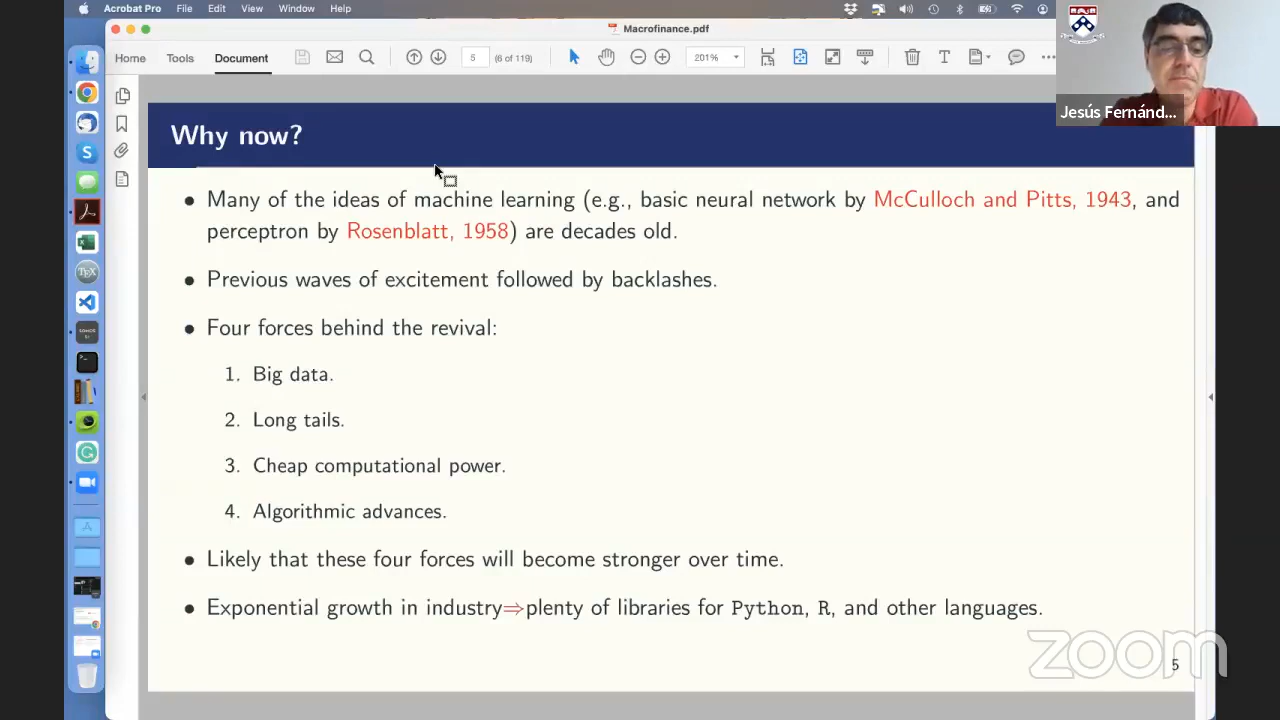 Acrobat Pro File Edit View Window Help
Macrofinance.pdf
Home Tools Document 5 (6 of 119) 201%
Jesús Fernánd...
Why now?
• Many of the ideas of machine learning (e.g., basic neural network by McCulloch and Pitts, 1943, and
perceptron by Rosenblatt, 1958) are decades old.
• Previous waves of excitement followed by backlashes.
• Four forces behind the revival:
1. Big data.
2. Long tails.
3. Cheap computational power.
4. Algorithmic advances.
• Likely that these four forces will become stronger over time.
• Exponential growth in industry⇒plenty of libraries for Python, R, and other languages.
zoom
5